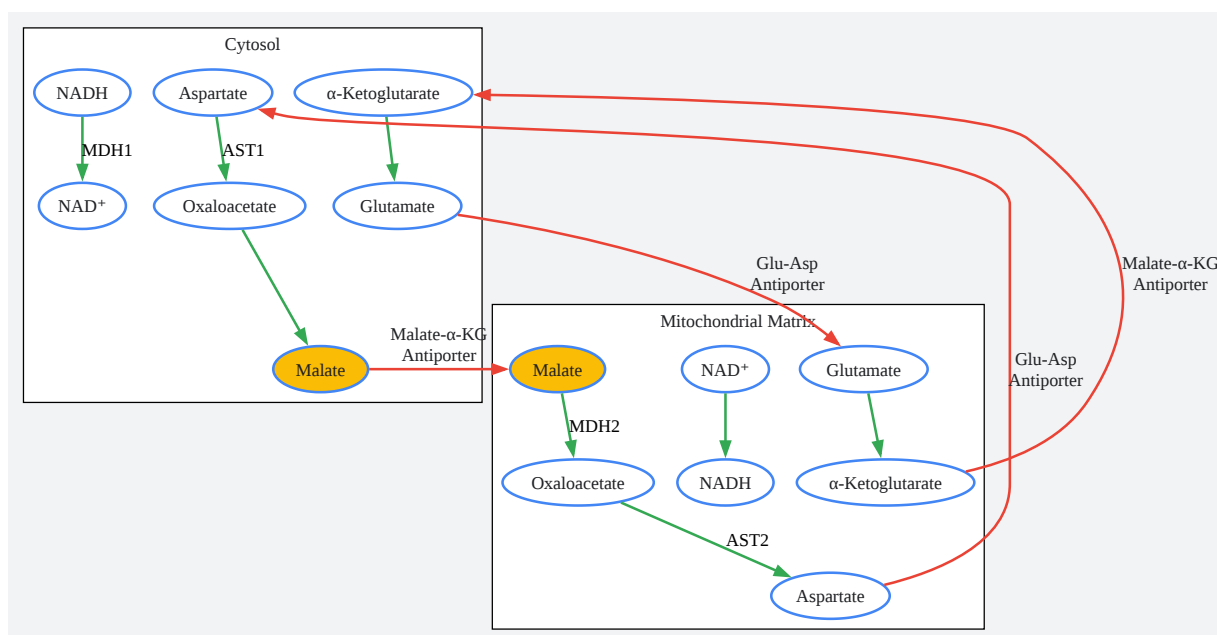 Cytosol
NADH
Aspartate
α-Ketoglutarate
MDH1
AST1
NAD⁺
Oxaloacetate
Glutamate
Glu-Asp
Antiporter
Malate-α-KG
Antiporter
Malate
Malate-α-KG
Antiporter
Mitochondrial Matrix
Malate
NAD⁺
Glutamate
Glu-Asp
Antiporter
MDH2
Oxaloacetate
NADH
α-Ketoglutarate
AST2
Aspartate